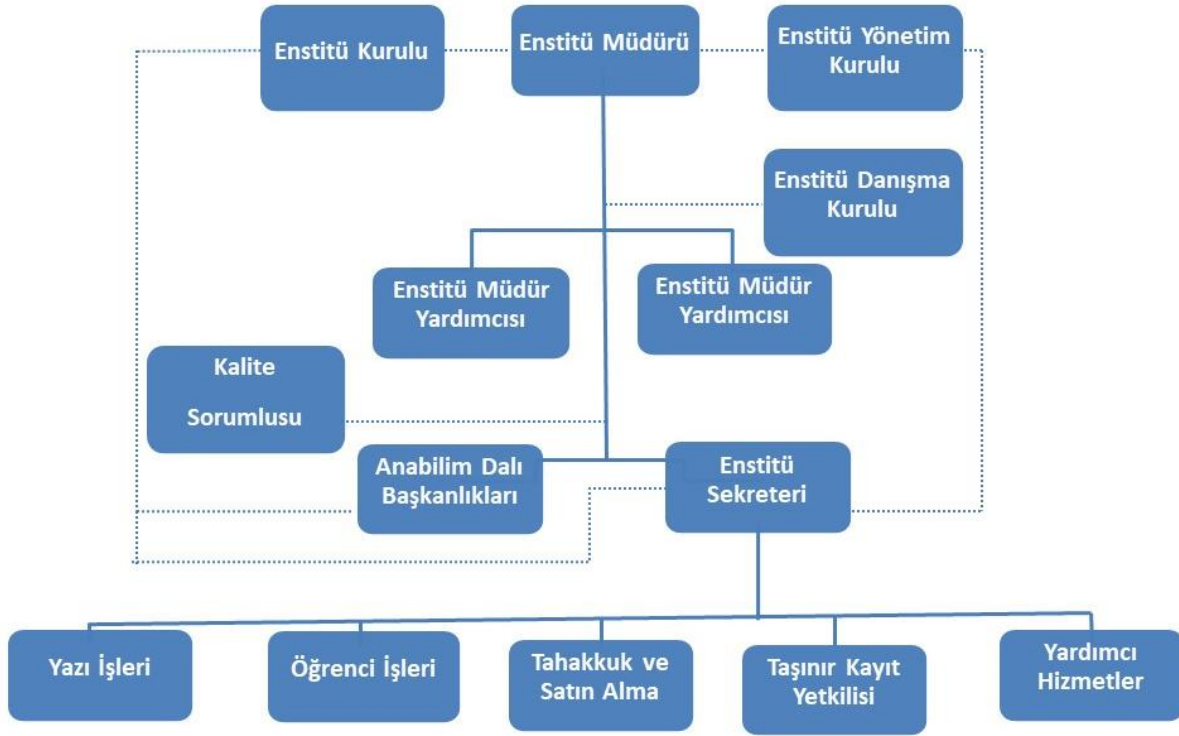 Enstitü Kurulu
Enstitü Müdürü
Enstitü Yönetim
Kurulu
Enstitü Danışma
Kurulu
Enstitü Müdür
Yardımcısı
Enstitü Müdür
Yardımcısı
Kalite
Sorumlusu
Anabilim Dalı
Başkanlıkları
Enstitü
Sekreteri
Yazı İşleri
Öğrenci İşleri
Tahakkuk ve
Satın Alma
Taşınır Kayıt
Yetkilisi
Yardımcı
Hizmetler